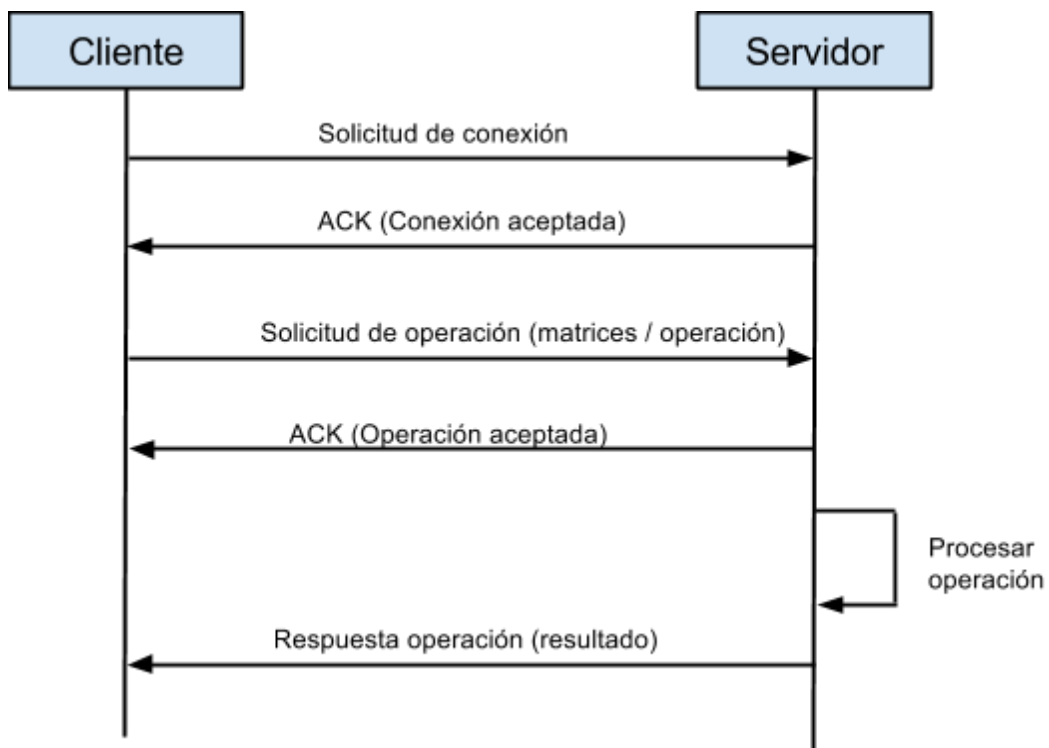 Cliente
Servidor
Solicitud de conexión
ACK (Conexión aceptada)
Solicitud de operación (matrices / operación)
ACK (Operación aceptada)
Procesar
operación
Respuesta operación (resultado)